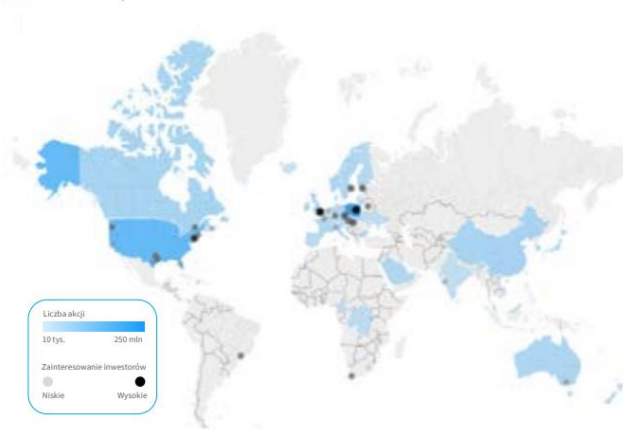 Liczba akcji
10 tys. 250 mln
Zainteresowanie inwestorów
Niskie Wysokie